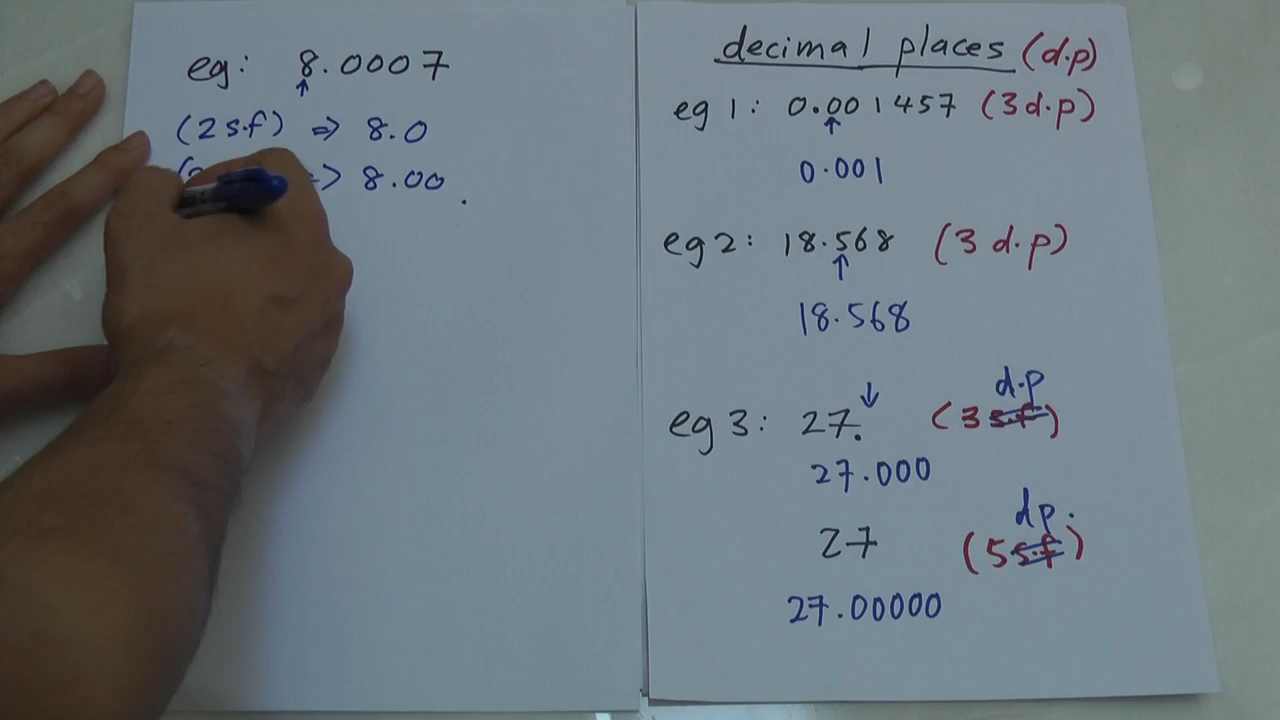 eg: 8.0007
↑
(2 s.f) ⇒ 8.0
( => 8.00 .
decimal places (d.p)
eg 1: 0.001457 (3 d.p)
↑
0.001
eg 2: 18.568 (3 d.p)
↑
18.568
d.p
eg 3: 27. ↓ (3 s.f)
27.000
dp.
27 (5 s.f)
27.00000